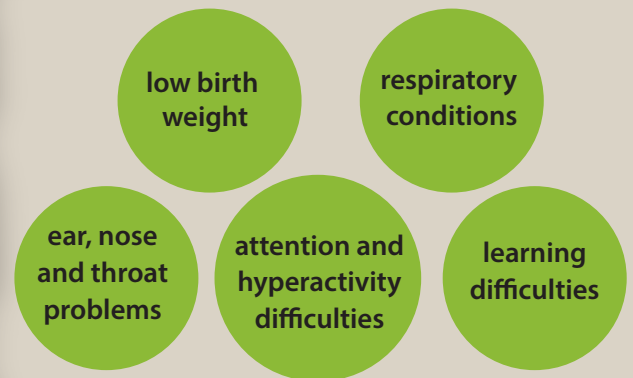 low birth
weight
respiratory
conditions
ear, nose
and throat
problems
attention and
hyperactivity
difficulties
learning
difficulties